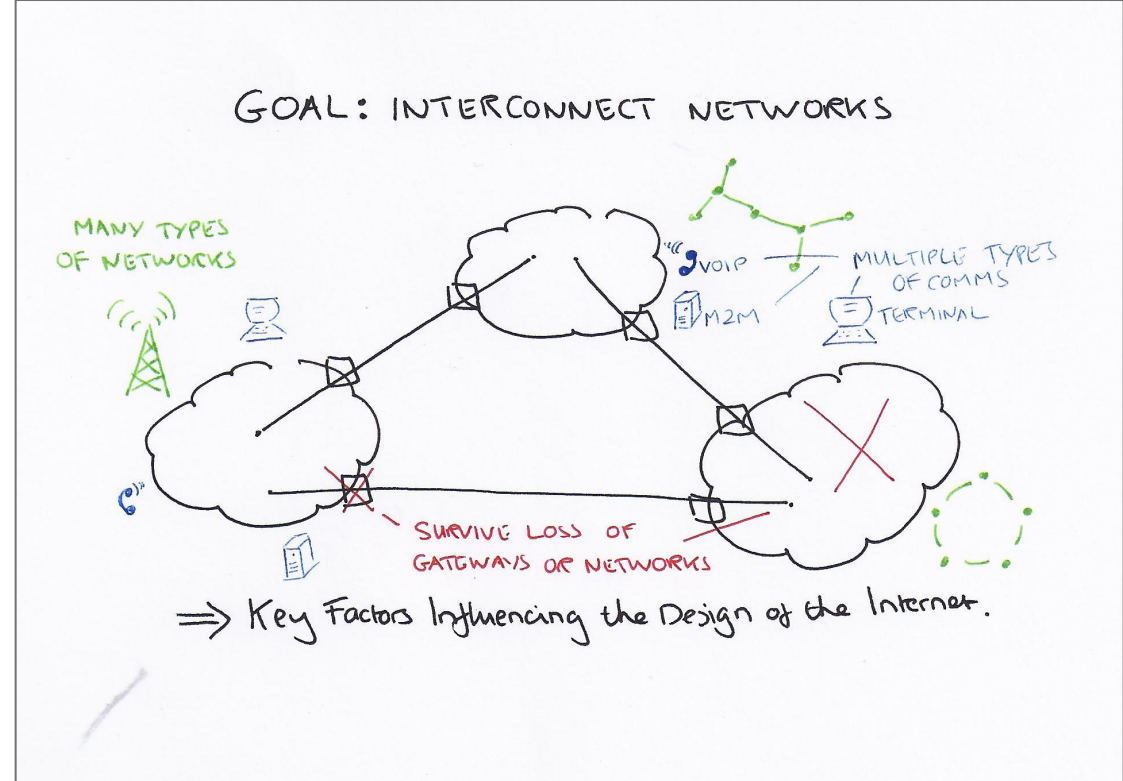 GOAL: INTERCONNECT NETWORKS
MANY TYPES
OF NETWORKS
VOIP
M2M
MULTIPLE TYPES
OF COMMS
TERMINAL
SURVIVE LOSS OF
GATEWAYS OR NETWORKS
⇒ Key Factors Influencing the Design of the Internet.